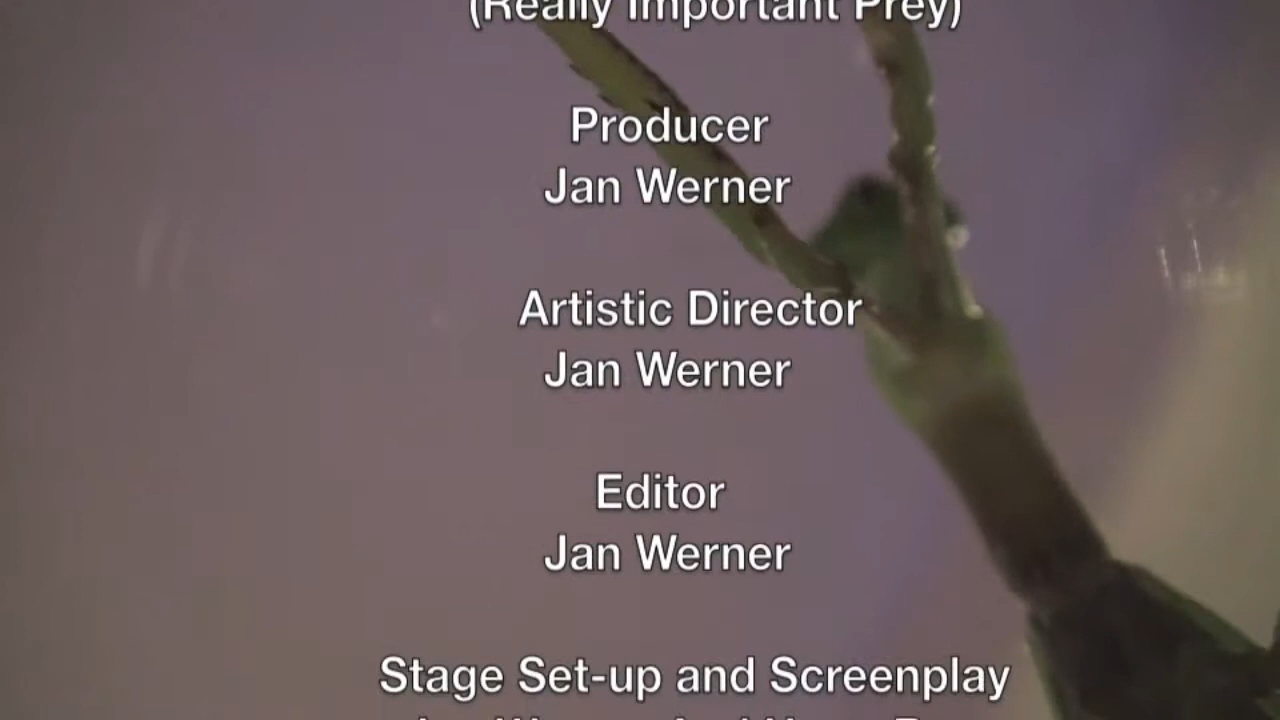 (Really Important Prey)
Producer
Jan Werner
Artistic Director
Jan Werner
Editor
Jan Werner
Stage Set-up and Screenplay